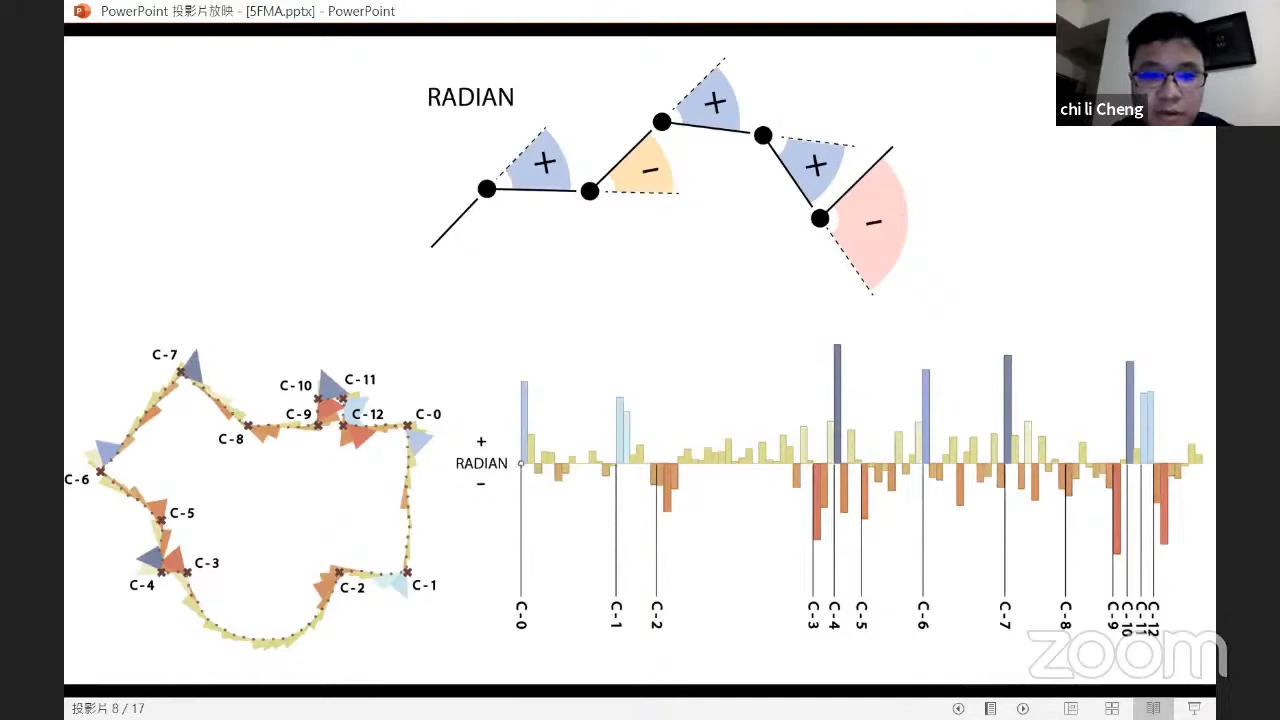 PowerPoint 投影片放映 - [5FMA.pptx] - PowerPoint
chi li Cheng
RADIAN
+
−
+
+
−
C-7
C-10
C-11
C-9
C-12
C-0
C-8
C-6
C-5
C-3
C-4
C-2
C-1
+
RADIAN
−
C-0
C-1
C-2
C-3
C-4
C-5
C-6
C-7
C-8
C-9
C-10
C-11
C-12
zoom
投影片 8 / 17